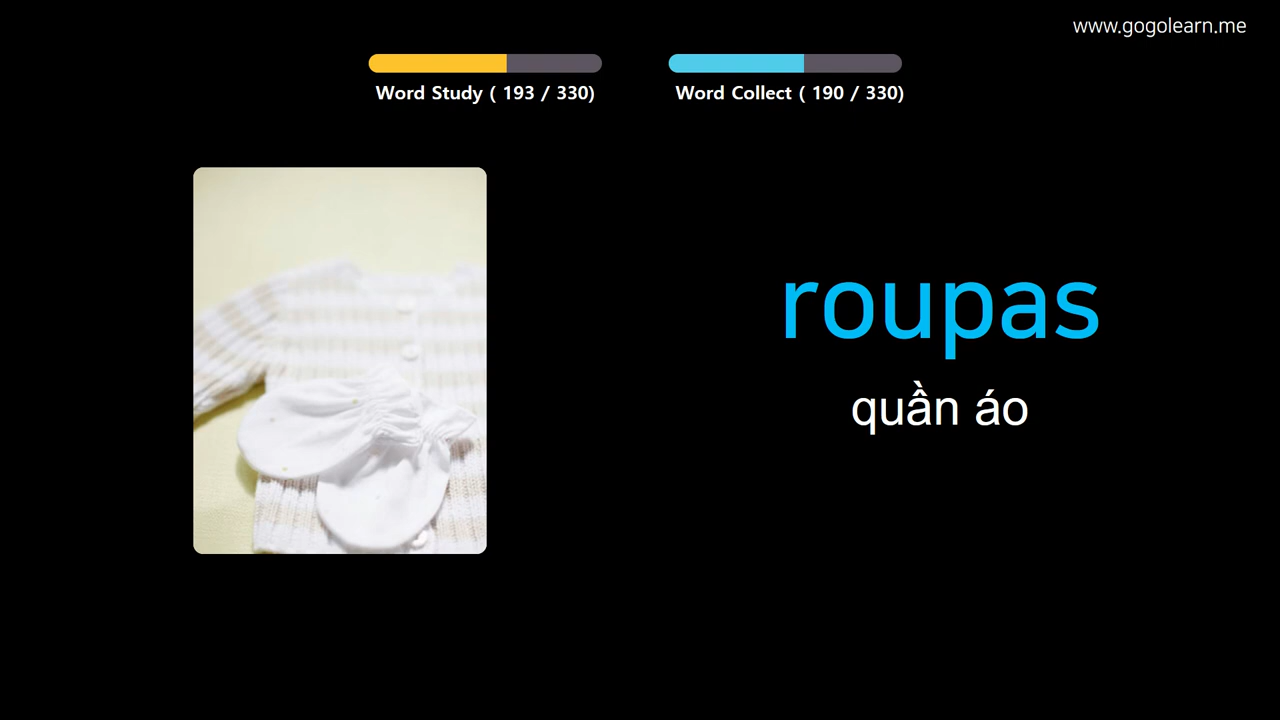 www.gogolearn.me
Word Study ( 193 / 330)
Word Collect ( 190 / 330)
roupas
quần áo